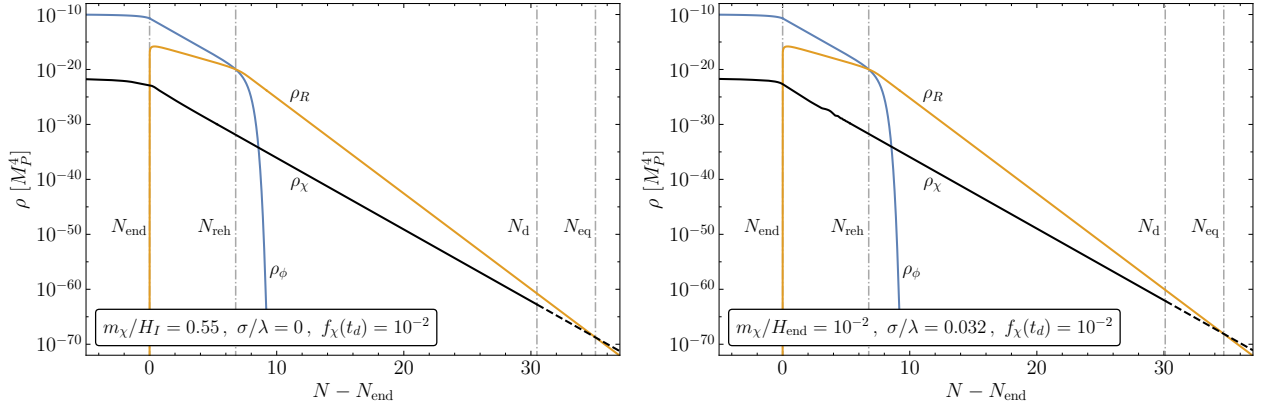 10^{-10}
10^{-20}
10^{-30}
10^{-40}
10^{-50}
10^{-60}
10^{-70}
ρ [M_P^4]
ρ_R
ρ_χ
N_end
N_reh
N_d
N_eq
ρ_ϕ
m_χ/H_I = 0.55 , σ/λ = 0 , f_χ(t_d) = 10^{-2}
0 10 20 30
N − N_end
10^{-10}
10^{-20}
10^{-30}
10^{-40}
10^{-50}
10^{-60}
10^{-70}
ρ [M_P^4]
ρ_R
ρ_χ
N_end
N_reh
N_d
N_eq
ρ_ϕ
m_χ/H_end = 10^{-2} , σ/λ = 0.032 , f_χ(t_d) = 10^{-2}
0 10 20 30
N − N_end